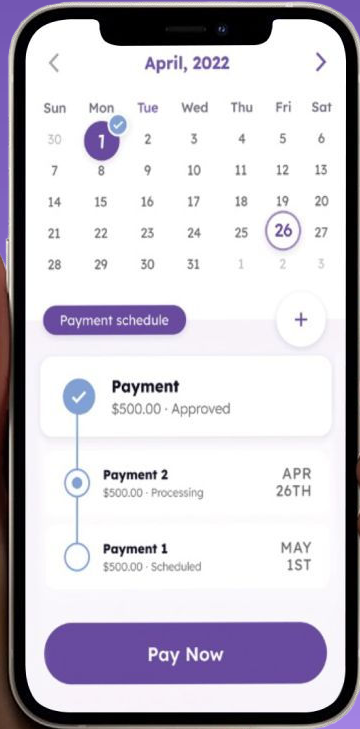 April, 2022
Sun Mon Tue Wed Thu Fri Sat
30 1 2 3 4 5 6
7 8 9 10 11 12 13
14 15 16 17 18 19 20
21 22 23 24 25 26 27
28 29 30 31 1 2 3
Payment schedule +
Payment
$500.00 · Approved
Payment 2 APR
$500.00 · Processing 26TH
Payment 1 MAY
$500.00 · Scheduled 1ST
Pay Now